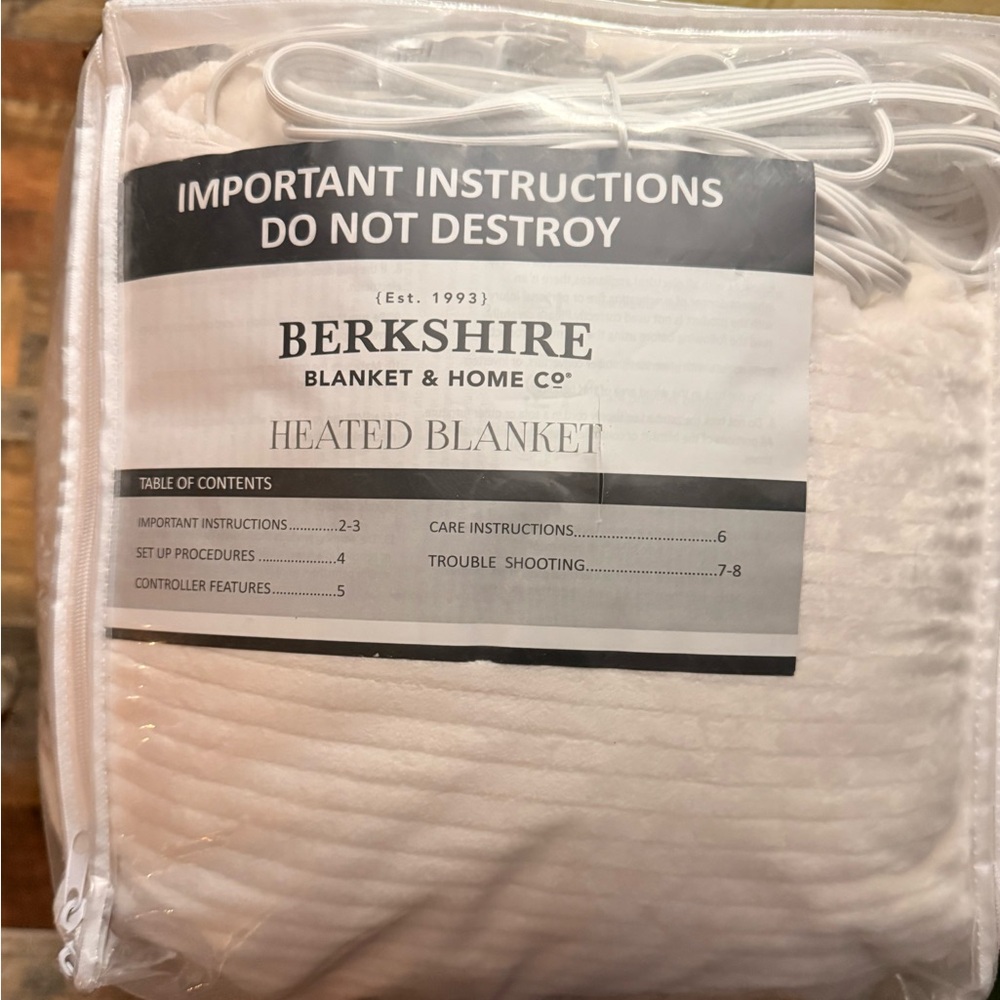 IMPORTANT INSTRUCTIONS
DO NOT DESTROY
{Est. 1993}
BERKSHIRE
BLANKET & HOME Cº®
HEATED BLANKET
TABLE OF CONTENTS
IMPORTANT INSTRUCTIONS.............2-3
SET UP PROCEDURES ..................4
CONTROLLER FEATURES.................5
CARE INSTRUCTIONS.................................6
TROUBLE SHOOTING..............................7-8